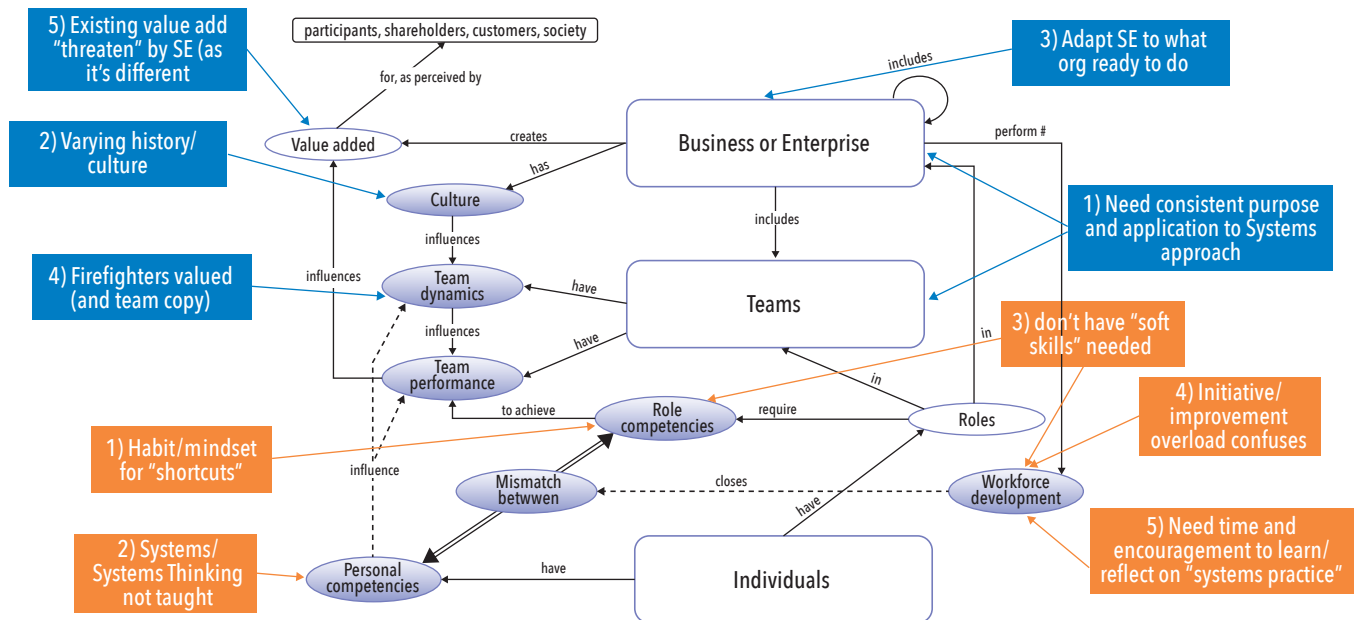 5) Existing value add
“threaten” by SE (as
it’s different
participants, shareholders, customers, society
for, as perceived by
3) Adapt SE to what
org ready to do
includes
Business or Enterprise
perform #
creates
Value added
2) Varying history/
culture
has
Culture
includes
1) Need consistent purpose
and application to Systems
approach
influences
influences
4) Firefighters valued
(and team copy)
Team
dynamics
have
Teams
influences
have
in
3) don’t have “soft
skills” needed
Team
performance
in
to achieve
Role
competencies
require
Roles
4) Initiative/
improvement
overload confuses
1) Habit/mindset
for “shortcuts”
influence
Mismatch
betwwen
closes
have
Workforce
development
2) Systems/
Systems Thinking
not taught
Personal
competencies
have
Individuals
5) Need time and
encouragement to learn/
reflect on “systems practice”